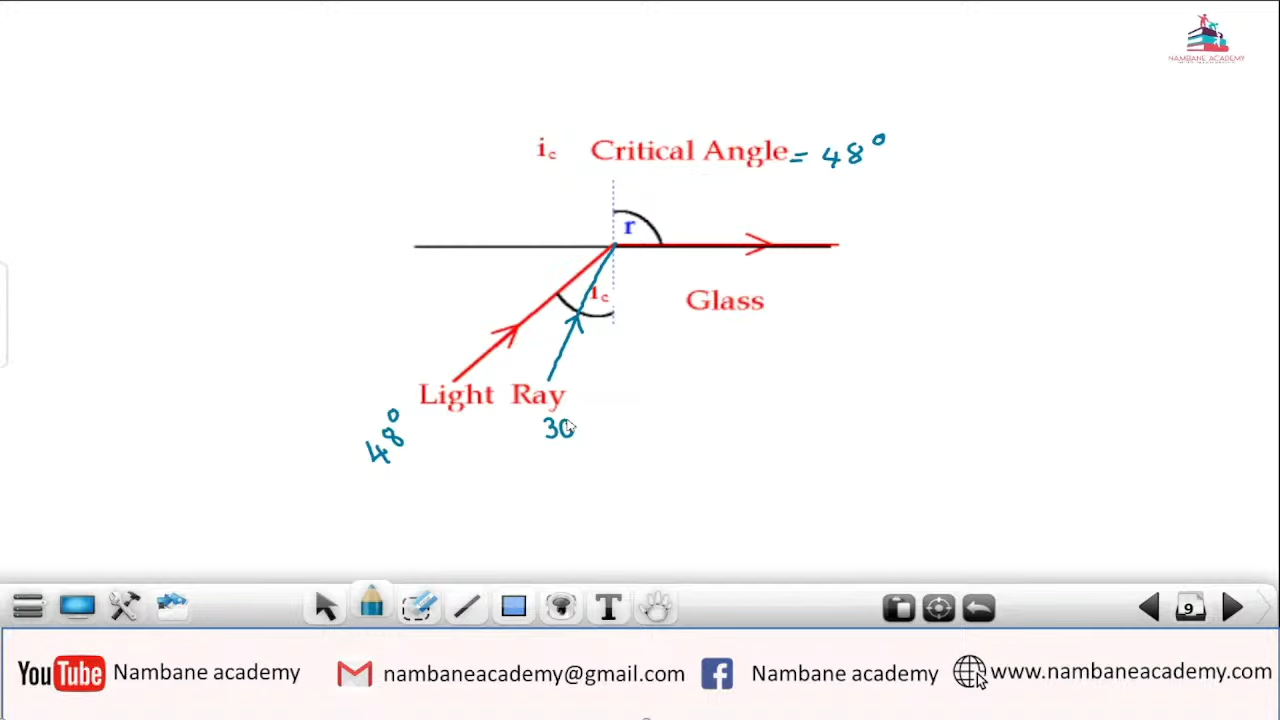 NAMBANE ACADEMY
ic Critical Angle = 48°
r
ic
Glass
Light Ray
48°
30
9
YouTube Nambane academy nambaneacademy@gmail.com f Nambane academy www.nambaneacademy.com